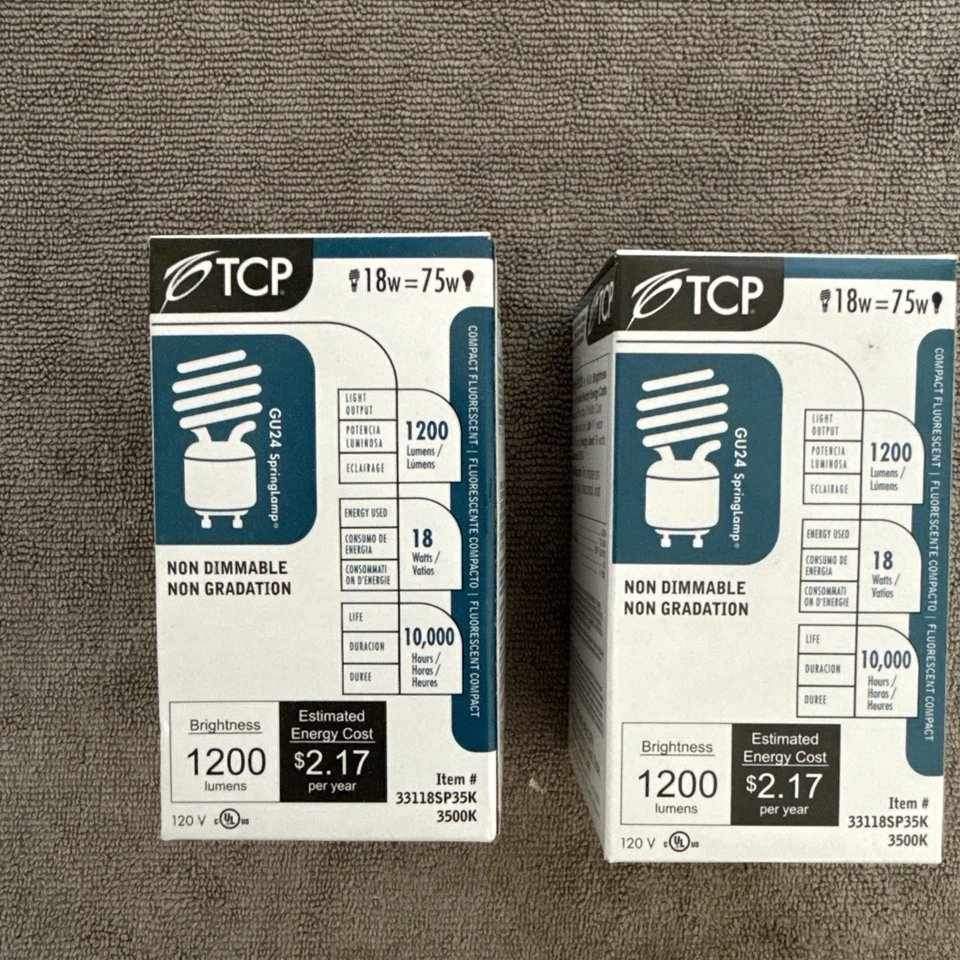 TCP
18w=75w
COMPACT FLUORESCENT | FLUORESCENTE COMPACTO | FLUORESCENT COMPACT
GU24 SpringLamp®
LIGHT
OUTPUT
POTENCIA
LUMINOSA
ECLAIRAGE
1200
Lumens /
Lúmens
ENERGY USED
CONSUMO DE
ENERGIA
CONSOMMATI
ON D'ENERGIE
18
Watts/
Vatios
LIFE
DURACION
DUREE
10,000
Hours /
Horas /
Heures
NON DIMMABLE
NON GRADATION
Brightness
1200
lumens
Estimated
Energy Cost
$2.17
per year
Item #
33118SP35K
3500K
120 V c UL us
TCP
TCP
18w=75w
COMPACT FLUORESCENT | FLUORESCENTE COMPACTO | FLUORESCENT COMPACT
GU24 SpringLamp®
LIGHT
OUTPUT
POTENCIA
LUMINOSA
ECLAIRAGE
1200
Lumens /
Lúmens
ENERGY USED
CONSUMO DE
ENERGIA
CONSOMMATI
ON D'ENERGIE
18
Watts/
Vatios
LIFE
DURACION
DUREE
10,000
Hours /
Horas /
Heures
NON DIMMABLE
NON GRADATION
Brightness
1200
lumens
Estimated
Energy Cost
$2.17
per year
Item #
33118SP35K
3500K
120 V c UL us